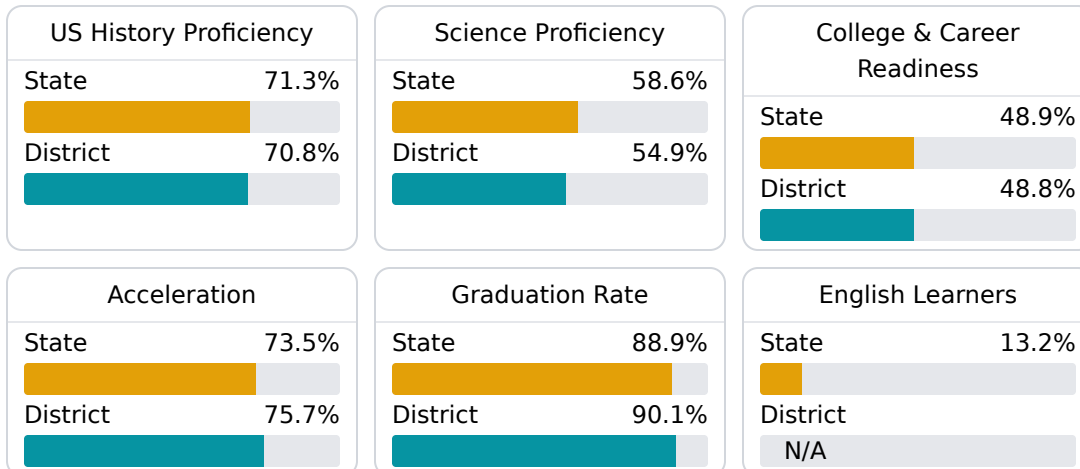 US History Proficiency
State 71.3%
District 70.8%
Science Proficiency
State 58.6%
District 54.9%
College & Career
Readiness
State 48.9%
District 48.8%
Acceleration
State 73.5%
District 75.7%
Graduation Rate
State 88.9%
District 90.1%
English Learners
State 13.2%
District
N/A